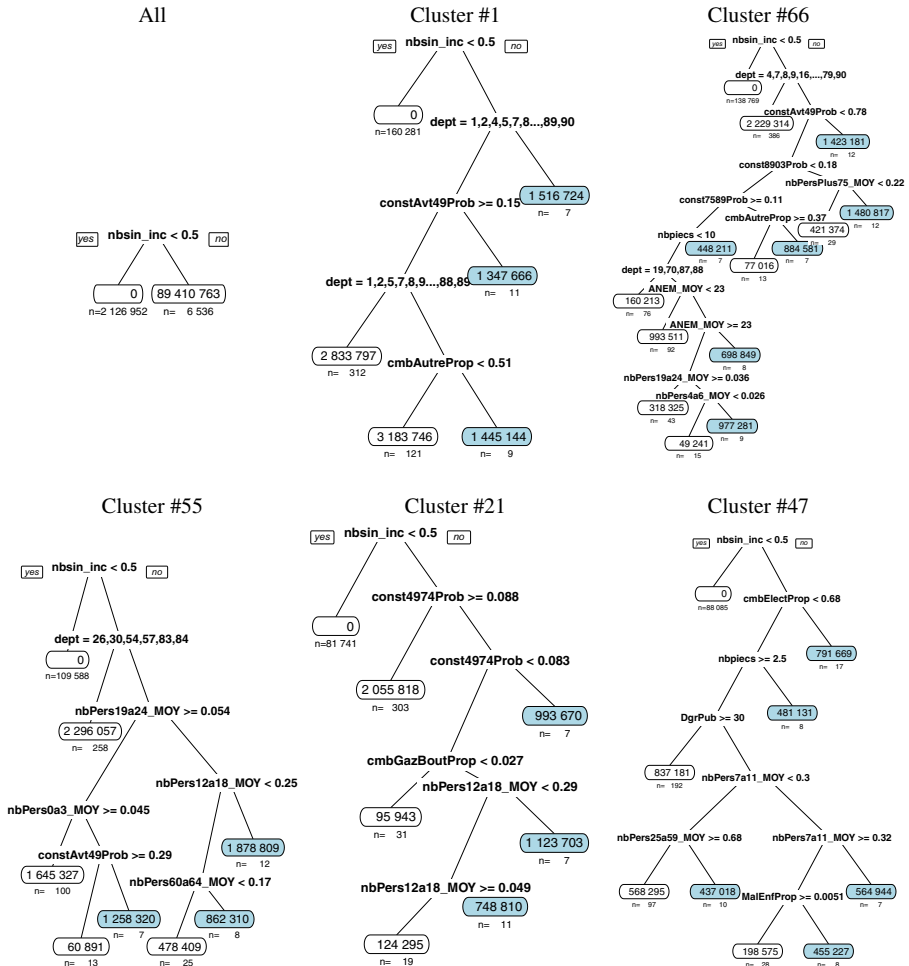 All
yes nbsin_inc < 0.5 no
0 89 410 763
n=2 126 952 n= 6 536
Cluster #1
yes nbsin_inc < 0.5 no
0
n=160 281
dept = 1,2,4,5,7,8...,89,90
constAvt49Prob >= 0.15
1 516 724
n= 7
dept = 1,2,5,7,8,9...,88,89
1 347 666
n= 11
2 833 797
n= 312
cmbAutreProp < 0.51
3 183 746
n= 121
1 445 144
n= 9
Cluster #66
yes nbsin_inc < 0.5 no
dept = 4,7,8,9,16,...,79,90
0
n=138 769
constAvt49Prob < 0.78
2 229 314
n= 386
1 423 181
n= 12
const8903Prob < 0.18
nbPersPlus75_MOY < 0.22
const7589Prob >= 0.11
1 480 817
n= 12
cmbAutreProp >= 0.37
421 374
n= 29
nbpiecs < 10
448 211
n= 7
884 581
n= 7
77 016
n= 13
dept = 19,70,87,88
ANEM_MOY < 23
160 213
n= 76
ANEM_MOY >= 23
993 511
n= 92
698 849
n= 8
nbPers19a24_MOY >= 0.036
nbPers4a6_MOY < 0.026
318 325
n= 43
977 281
n= 9
49 241
n= 15
Cluster #55
yes nbsin_inc < 0.5 no
dept = 26,30,54,57,83,84
0
n=109 588
nbPers19a24_MOY >= 0.054
2 296 057
n= 258
nbPers12a18_MOY < 0.25
nbPers0a3_MOY >= 0.045
1 878 809
n= 12
constAvt49Prob >= 0.29
1 645 327
n= 100
nbPers60a64_MOY < 0.17
1 258 320
n= 7
862 310
n= 8
60 891
n= 13
478 409
n= 25
Cluster #21
yes nbsin_inc < 0.5 no
const4974Prob >= 0.088
0
n=81 741
const4974Prob < 0.083
2 055 818
n= 303
993 670
n= 7
cmbGazBoutProp < 0.027
nbPers12a18_MOY < 0.29
95 943
n= 31
1 123 703
n= 7
nbPers12a18_MOY >= 0.049
748 810
n= 11
124 295
n= 19
Cluster #47
yes nbsin_inc < 0.5 no
0
n=88 085
cmbElectProp < 0.68
791 669
n= 17
nbpiecs >= 2.5
481 131
n= 8
DgrPub >= 30
837 181
n= 192
nbPers7a11_MOY < 0.3
nbPers25a59_MOY >= 0.68
nbPers7a11_MOY >= 0.32
568 295
n= 97
437 018
n= 10
MalEnfProp >= 0.0051
564 944
n= 7
198 575
n= 28
455 227
n= 8